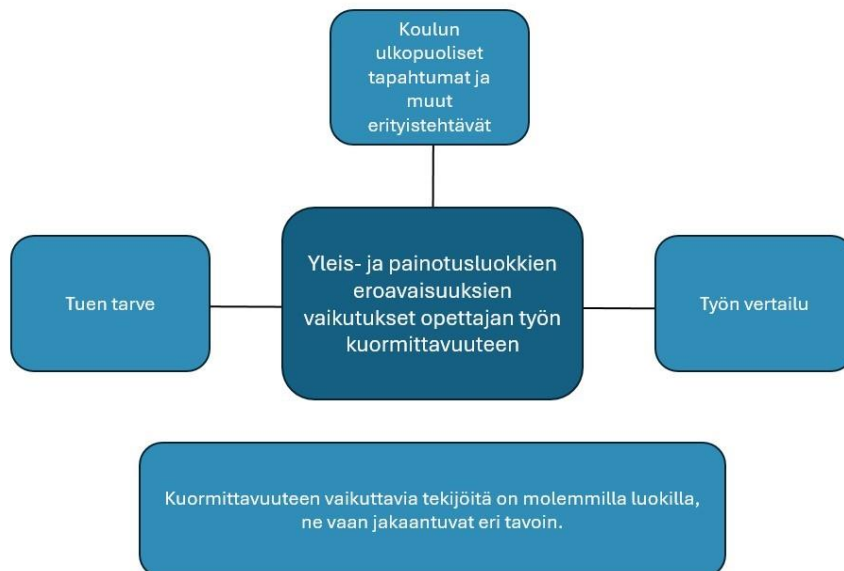 Koulun
ulkopuoliset
tapahtumat ja
muut
erityistehtävät
Tuen tarve
Yleis- ja painotusluokkien
eroavaisuuksien
vaikutukset opettajan työn
kuormittavuuteen
Työn vertailu
Kuormittavuuteen vaikuttavia tekijöitä on molemmilla luokilla,
ne vaan jakaantuvat eri tavoin.